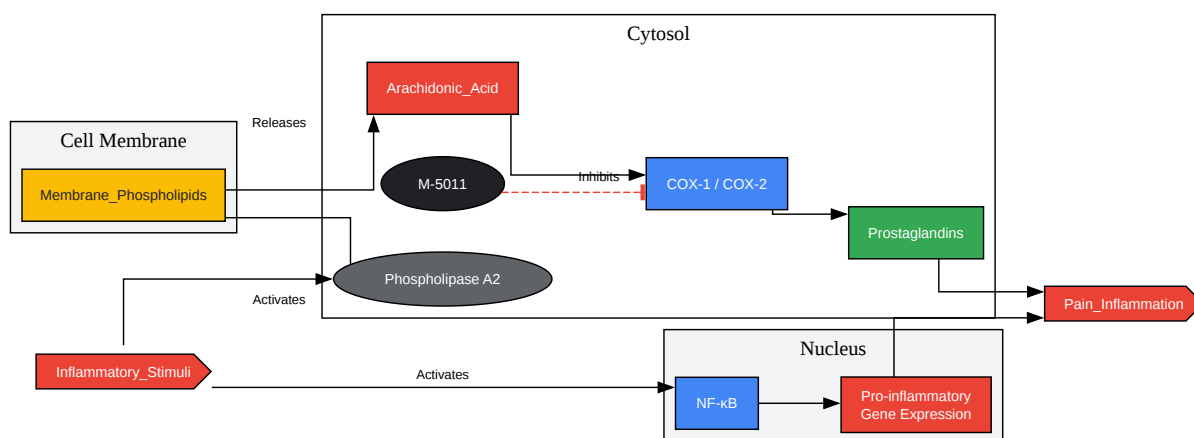 Cytosol
Arachidonic_Acid
Releases
Cell Membrane
Membrane_Phospholipids
M-5011
Inhibits
COX-1 / COX-2
Prostaglandins
Phospholipase A2
Activates
Pain_Inflammation
Inflammatory_Stimuli
Activates
Nucleus
NF-κB
Pro-inflammatory
Gene Expression